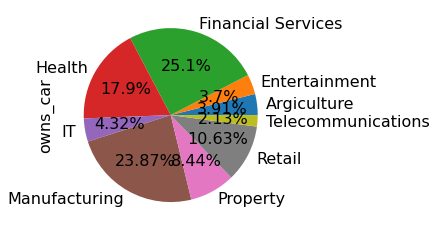 Financial Services
25.1%
Health
17.9%
Entertainment
3.7%
Argiculture
3.91%
Telecommunications
2.13%
owns_car
IT
4.32%
10.63%
Retail
23.87%
8.44%
Manufacturing
Property